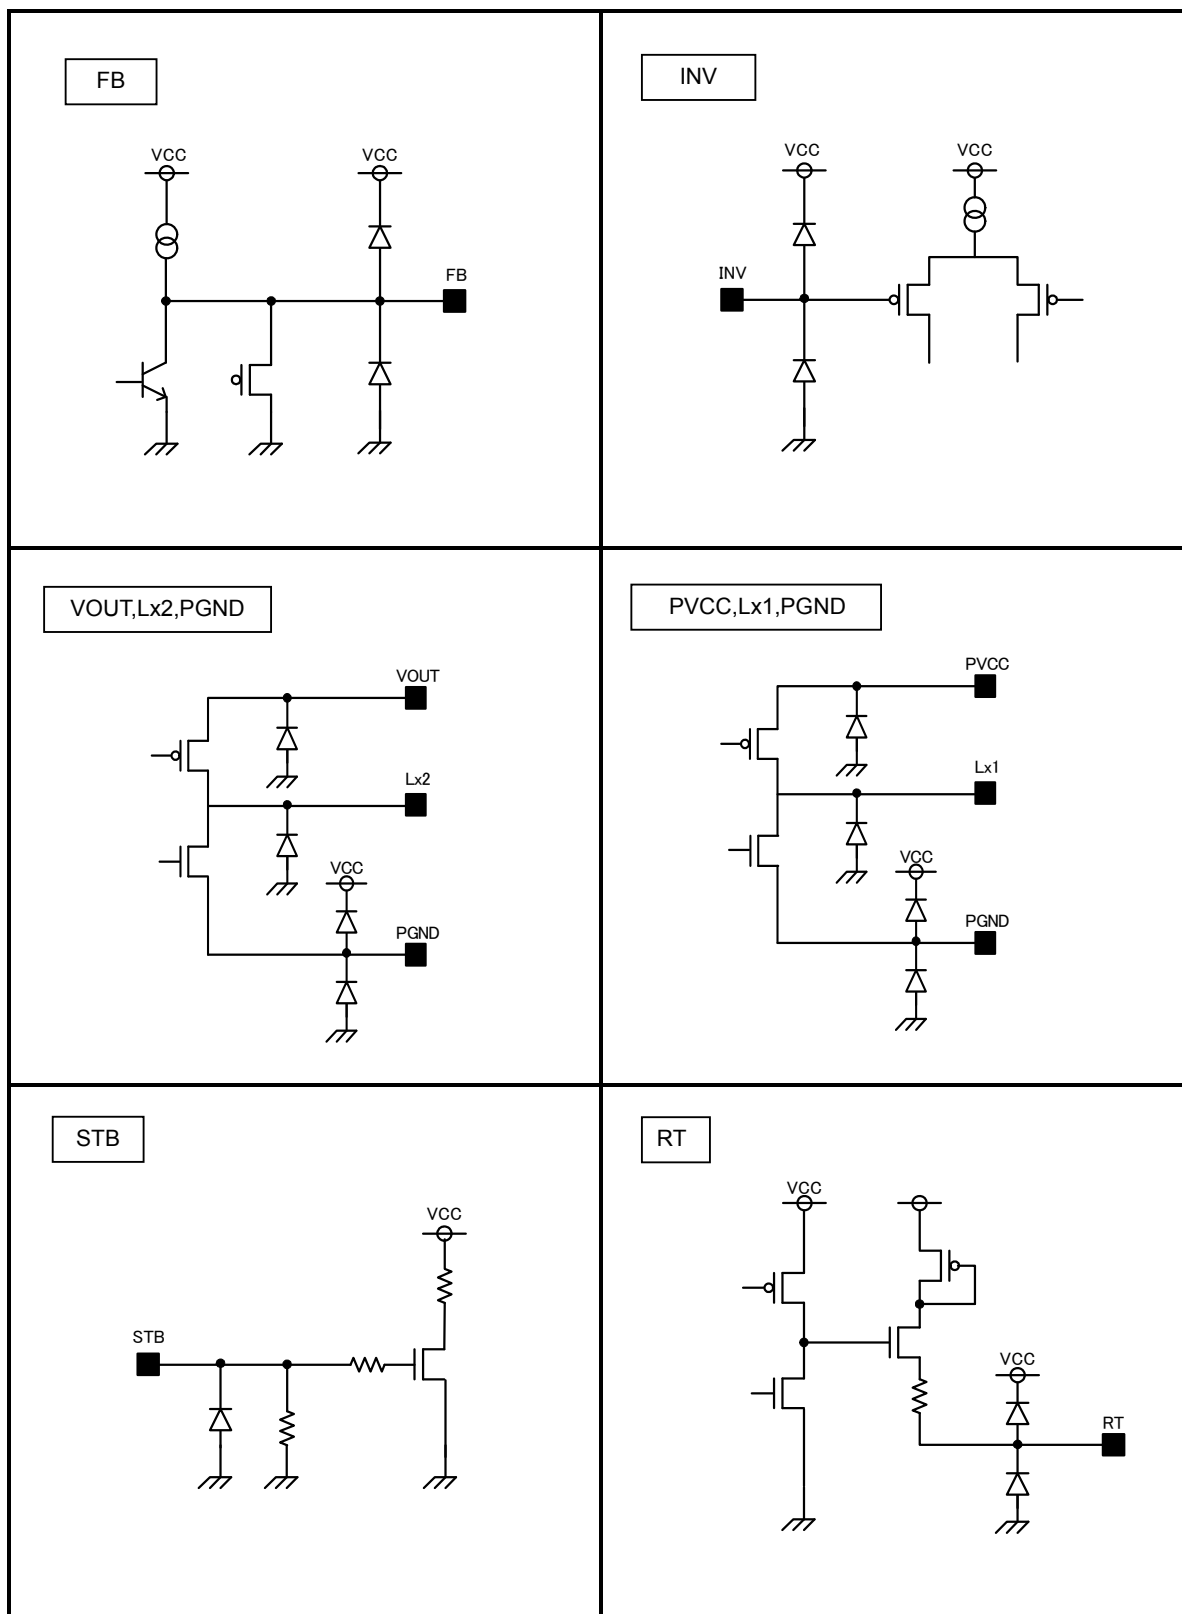 FB
VCC
VCC
FB
INV
VCC
VCC
INV
VOUT,Lx2,PGND
VOUT
Lx2
VCC
PGND
PVCC,Lx1,PGND
PVCC
Lx1
VCC
PGND
STB
VCC
STB
RT
VCC
VCC
RT